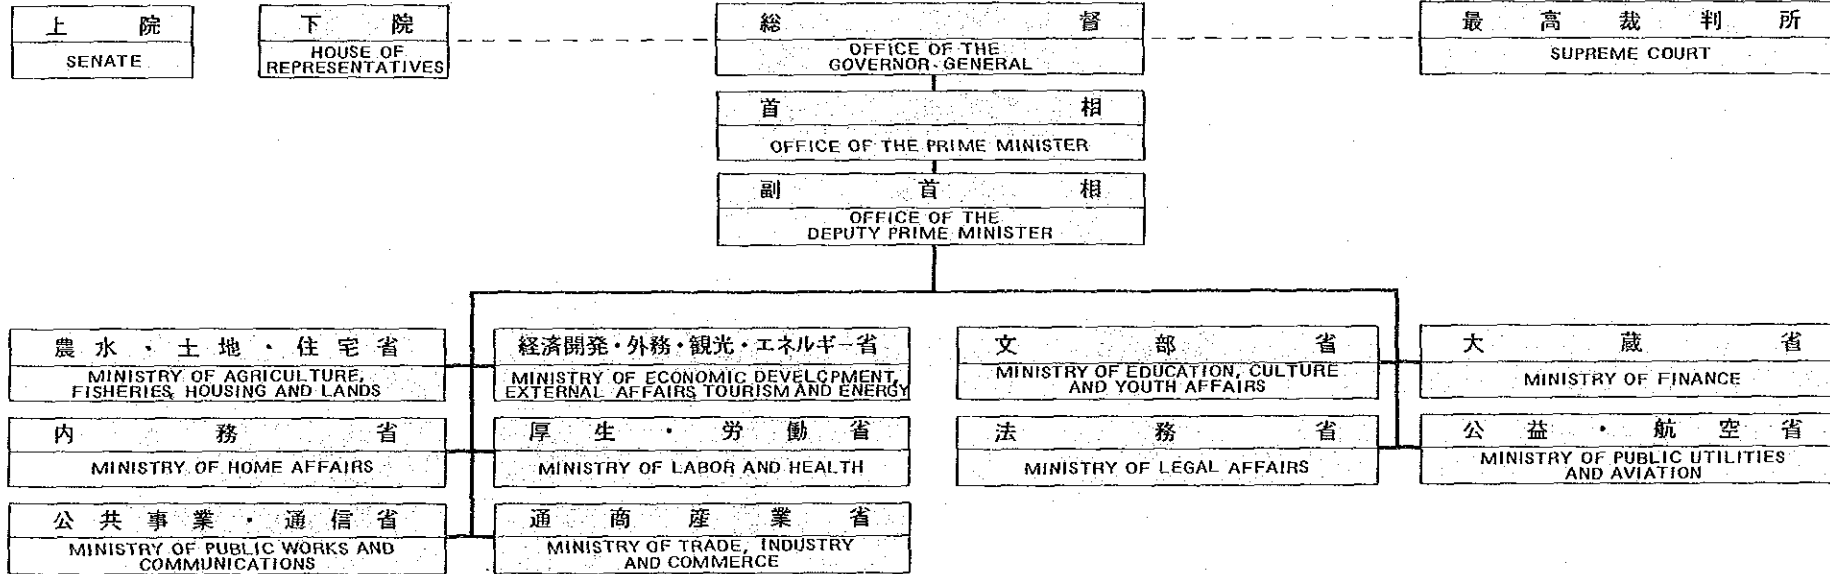 上院
SENATE
下院
HOUSE OF
REPRESENTATIVES
総督
OFFICE OF THE
GOVERNOR-GENERAL
最高裁判所
SUPREME COURT
首相
OFFICE OF THE PRIME MINISTER
副首相
OFFICE OF THE
DEPUTY PRIME MINISTER
農水・土地・住宅省
MINISTRY OF AGRICULTURE,
FISHERIES, HOUSING AND LANDS
経済開発・外務・観光・エネルギー省
MINISTRY OF ECONOMIC DEVELOPMENT,
EXTERNAL AFFAIRS TOURISM AND ENERGY
文部省
MINISTRY OF EDUCATION, CULTURE
AND YOUTH AFFAIRS
大蔵省
MINISTRY OF FINANCE
内務省
MINISTRY OF HOME AFFAIRS
厚生・労働省
MINISTRY OF LABOR AND HEALTH
法務省
MINISTRY OF LEGAL AFFAIRS
公益・航空省
MINISTRY OF PUBLIC UTILITIES
AND AVIATION
公共事業・通信省
MINISTRY OF PUBLIC WORKS AND
COMMUNICATIONS
通商産業省
MINISTRY OF TRADE, INDUSTRY
AND COMMERCE